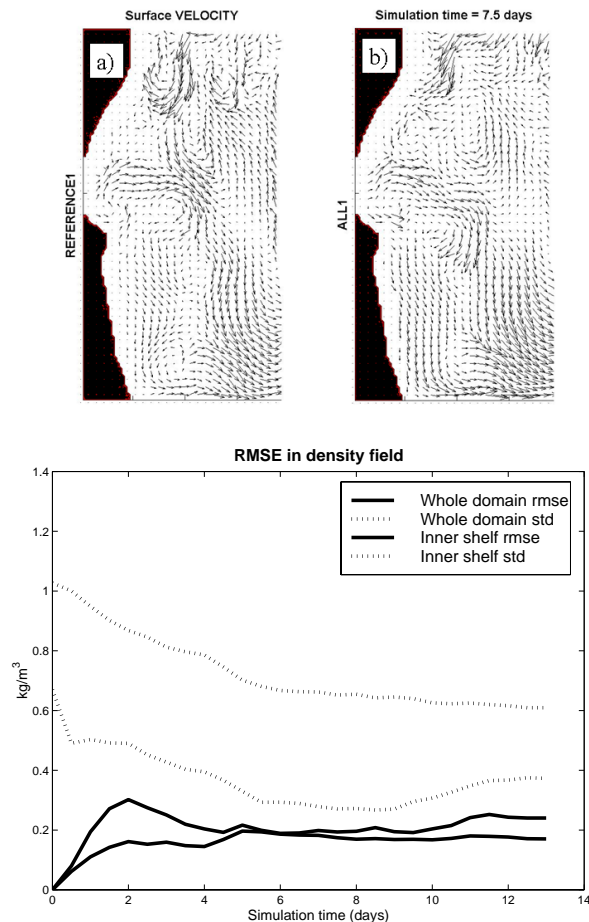 Surface VELOCITY
Simulation time = 7.5 days
a)
b)
REFERENCE1
ALL1
RMSE in density field
1.4
1.2
1
0.8
0.6
0.4
0.2
0
kg/m³
Whole domain rmse
Whole domain std
Inner shelf rmse
Inner shelf std
0 2 4 6 8 10 12 14
Simulation time (days)